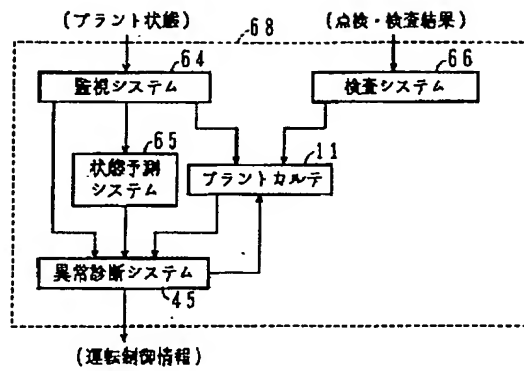 (プラント状態)
68
(点検・検査結果)
64
監視システム
66
検査システム
65
状態予測
システム
11
プラントカルテ
異常診断システム
45
(運転制御情報)